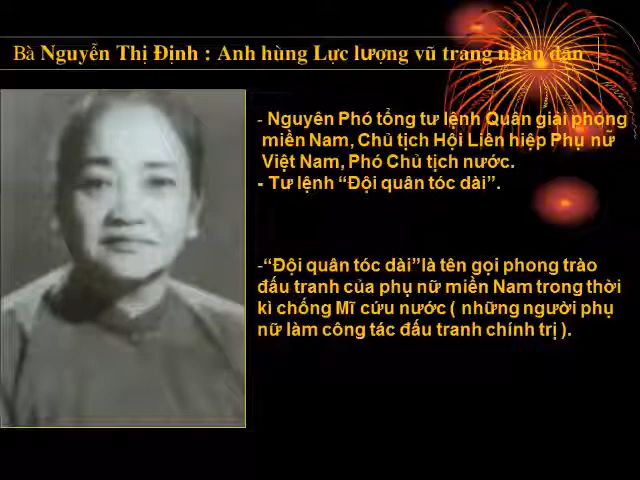 Bà Nguyễn Thị Định : Anh hùng Lực lượng vũ trang nhân dân
- Nguyên Phó tổng tư lệnh Quân giải phóng
miền Nam, Chủ tịch Hội Liên hiệp Phụ nữ
Việt Nam, Phó Chủ tịch nước.
- Tư lệnh “Đội quân tóc dài”.
-“Đội quân tóc dài”là tên gọi phong trào
đấu tranh của phụ nữ miền Nam trong thời
kì chống Mĩ cứu nước ( những người phụ
nữ làm công tác đấu tranh chính trị ).